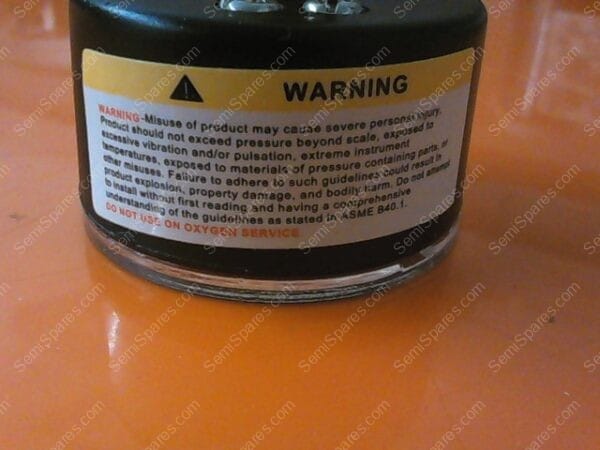 WARNING
WARNING-Misuse of product may cause severe personal injury.
Product should not exceed pressure beyond scale, exposed to
excessive vibration and/or pulsation, extreme instrument
temperatures, exposed to materials of pressure containing parts, or
other misuses. Failure to adhere to such guidelines could result in
product explosion, property damage, and bodily harm. Do not attempt
to install without first reading and having a comprehensive
understanding of the guidelines as stated in ASME B40.1.
DO NOT USE ON OXYGEN SERVICE.
SemiSpares.com